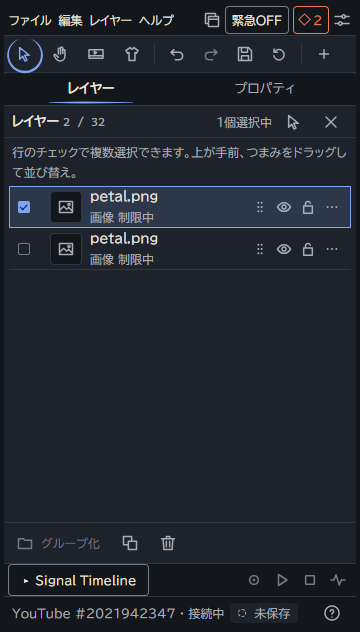 ファイル 編集 レイヤー ヘルプ 緊急OFF 2
レイヤー プロパティ
レイヤー 2 / 32 1個選択中
行のチェックで複数選択できます。上が手前、つまみをドラッグし
て並び替え。
petal.png
画像 制限中
petal.png
画像 制限中
グループ化
▸ Signal Timeline
YouTube #2021942347・接続中 未保存